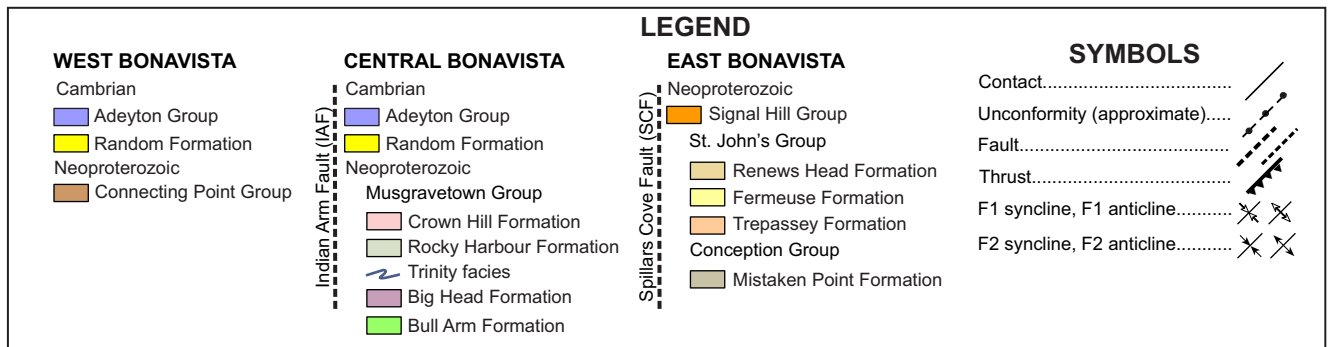 LEGEND
WEST BONAVISTA
Cambrian
Adeyton Group
Random Formation
Neoproterozoic
Connecting Point Group
Indian Arm Fault (IAF)
CENTRAL BONAVISTA
Cambrian
Adeyton Group
Random Formation
Neoproterozoic
Musgravetown Group
Crown Hill Formation
Rocky Harbour Formation
Trinity facies
Big Head Formation
Bull Arm Formation
Spillars Cove Fault (SCF)
EAST BONAVISTA
Neoproterozoic
Signal Hill Group
St. John’s Group
Renews Head Formation
Fermeuse Formation
Trepassey Formation
Conception Group
Mistaken Point Formation
SYMBOLS
Contact..................................
Unconformity (approximate).....
Fault.......................................
Thrust.....................................
F1 syncline, F1 anticline..........
F2 syncline, F2 anticline..........